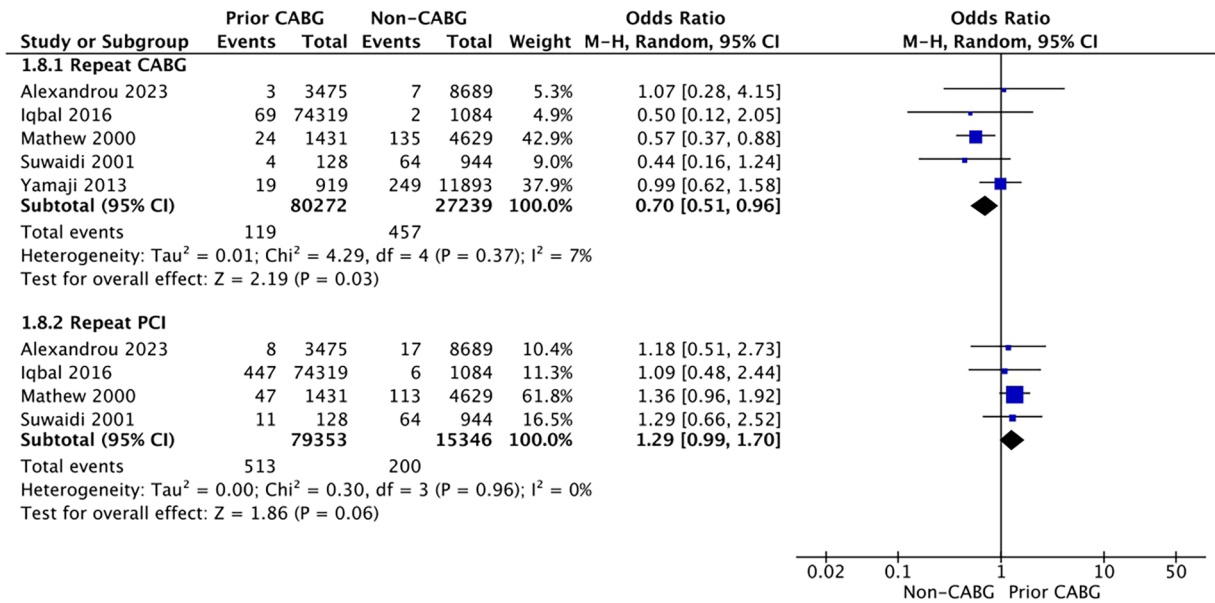 Prior CABG Non-CABG Odds Ratio Odds Ratio
Study or Subgroup Events Total Events Total Weight M-H, Random, 95% CI M-H, Random, 95% CI
1.8.1 Repeat CABG
Alexandrou 2023 3 3475 7 8689 5.3% 1.07 [0.28, 4.15]
Iqbal 2016 69 74319 2 1084 4.9% 0.50 [0.12, 2.05]
Mathew 2000 24 1431 135 4629 42.9% 0.57 [0.37, 0.88]
Suwaidi 2001 4 128 64 944 9.0% 0.44 [0.16, 1.24]
Yamaji 2013 19 919 249 11893 37.9% 0.99 [0.62, 1.58]
Subtotal (95% CI) 80272 27239 100.0% 0.70 [0.51, 0.96]
Total events 119 457
Heterogeneity: Tau² = 0.01; Chi² = 4.29, df = 4 (P = 0.37); I² = 7%
Test for overall effect: Z = 2.19 (P = 0.03)
1.8.2 Repeat PCI
Alexandrou 2023 8 3475 17 8689 10.4% 1.18 [0.51, 2.73]
Iqbal 2016 447 74319 6 1084 11.3% 1.09 [0.48, 2.44]
Mathew 2000 47 1431 113 4629 61.8% 1.36 [0.96, 1.92]
Suwaidi 2001 11 128 64 944 16.5% 1.29 [0.66, 2.52]
Subtotal (95% CI) 79353 15346 100.0% 1.29 [0.99, 1.70]
Total events 513 200
Heterogeneity: Tau² = 0.00; Chi² = 0.30, df = 3 (P = 0.96); I² = 0%
Test for overall effect: Z = 1.86 (P = 0.06)
0.02 0.1 1 10 50
Non-CABG Prior CABG